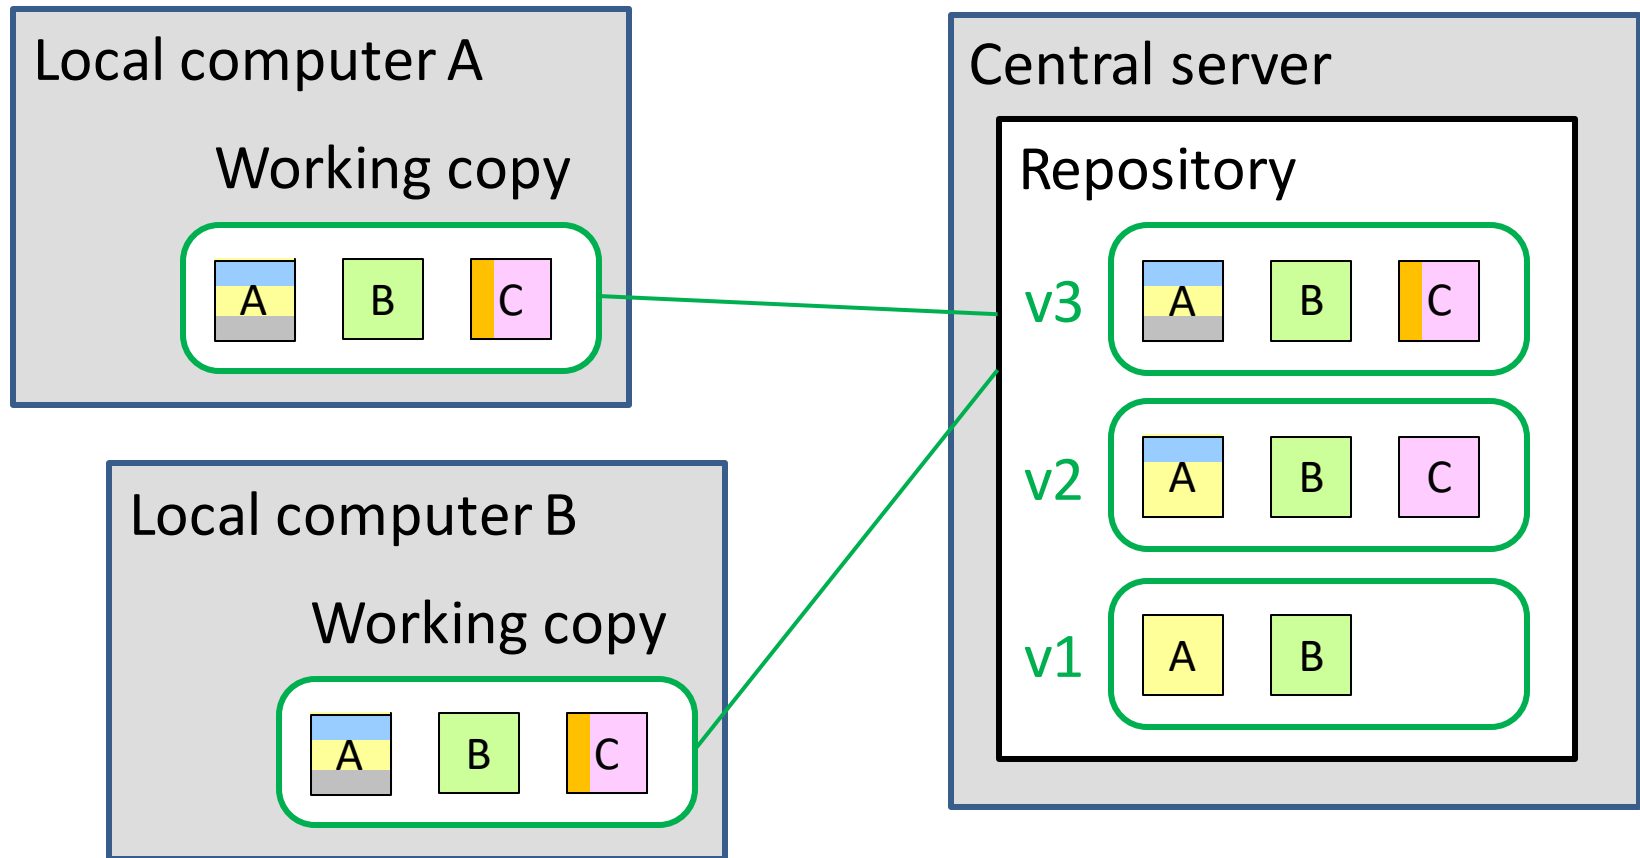 Local computer A
Working copy
A B C
Local computer B
Working copy
A B C
Central server
Repository
v3 A B C
v2 A B C
v1 A B